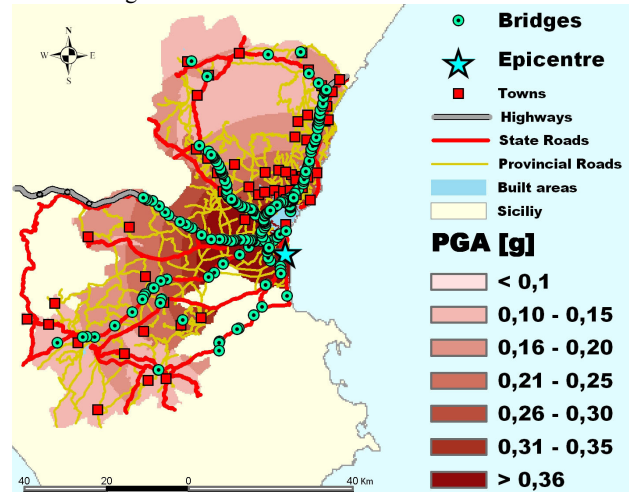 N
W E
S
Bridges
Epicentre
Towns
Highways
State Roads
Provincial Roads
Built areas
Siciliy
PGA [g]
< 0,1
0,10 - 0,15
0,16 - 0,20
0,21 - 0,25
0,26 - 0,30
0,31 - 0,35
> 0,36
40 20 0 40 Km